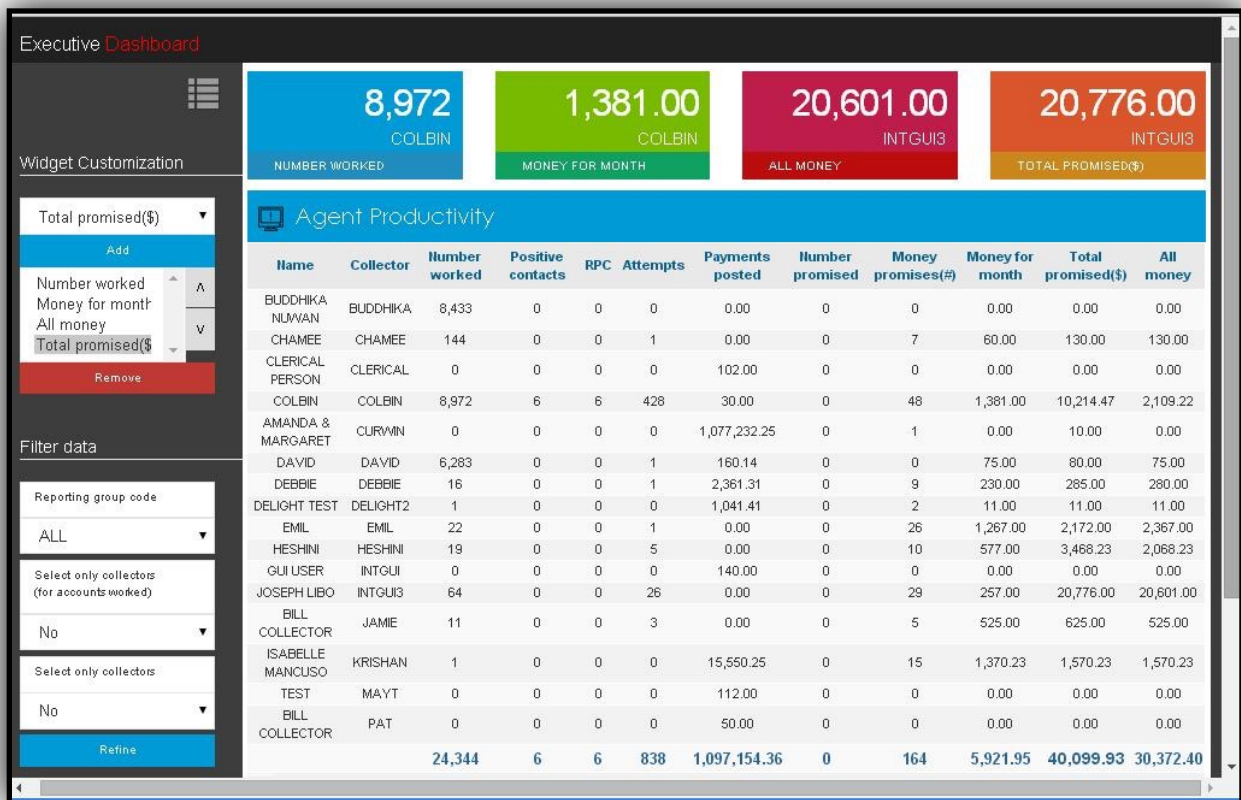 Executive Dashboard
Widget Customization
Total promised($)
Add
Number worked
Money for month
All money
Total promised($
Remove
Filter data
Reporting group code
ALL
Select only collectors
(for accounts worked)
No
Select only collectors
No
Refine
8,972
COLBIN
NUMBER WORKED
1,381.00
COLBIN
MONEY FOR MONTH
20,601.00
INTGUI3
ALL MONEY
20,776.00
INTGUI3
TOTAL PROMISED($)
Agent Productivity
Name Collector Number worked Positive contacts RPC Attempts Payments posted Number promised Money promises(#) Money for month Total promised($) All money
BUDDHIKA NUWAN BUDDHIKA 8,433 0 0 0 0.00 0 0 0.00 0.00 0.00
CHAMEE CHAMEE 144 0 0 1 0.00 0 7 60.00 130.00 130.00
CLERICAL PERSON CLERICAL 0 0 0 0 102.00 0 0 0.00 0.00 0.00
COLBIN COLBIN 8,972 6 6 428 30.00 0 48 1,381.00 10,214.47 2,109.22
AMANDA & MARGARET CURWIN 0 0 0 0 1,077,232.25 0 1 0.00 10.00 0.00
DAVID DAVID 6,283 0 0 1 160.14 0 0 75.00 80.00 75.00
DEBBIE DEBBIE 16 0 0 1 2,361.31 0 9 230.00 285.00 280.00
DELIGHT TEST DELIGHT2 1 0 0 0 1,041.41 0 2 11.00 11.00 11.00
EMIL EMIL 22 0 0 1 0.00 0 26 1,267.00 2,172.00 2,367.00
HESHINI HESHINI 19 0 0 5 0.00 0 10 577.00 3,468.23 2,068.23
GUI USER INTGUI 0 0 0 0 140.00 0 0 0.00 0.00 0.00
JOSEPH LIBO INTGUI3 64 0 0 26 0.00 0 29 257.00 20,776.00 20,601.00
BILL COLLECTOR JAMIE 11 0 0 3 0.00 0 5 525.00 625.00 525.00
ISABELLE MANCUSO KRISHAN 1 0 0 0 15,550.25 0 15 1,370.23 1,570.23 1,570.23
TEST MAYT 0 0 0 0 112.00 0 0 0.00 0.00 0.00
BILL COLLECTOR PAT 0 0 0 0 50.00 0 0 0.00 0.00 0.00
24,344 6 6 838 1,097,154.36 0 164 5,921.95 40,099.93 30,372.40